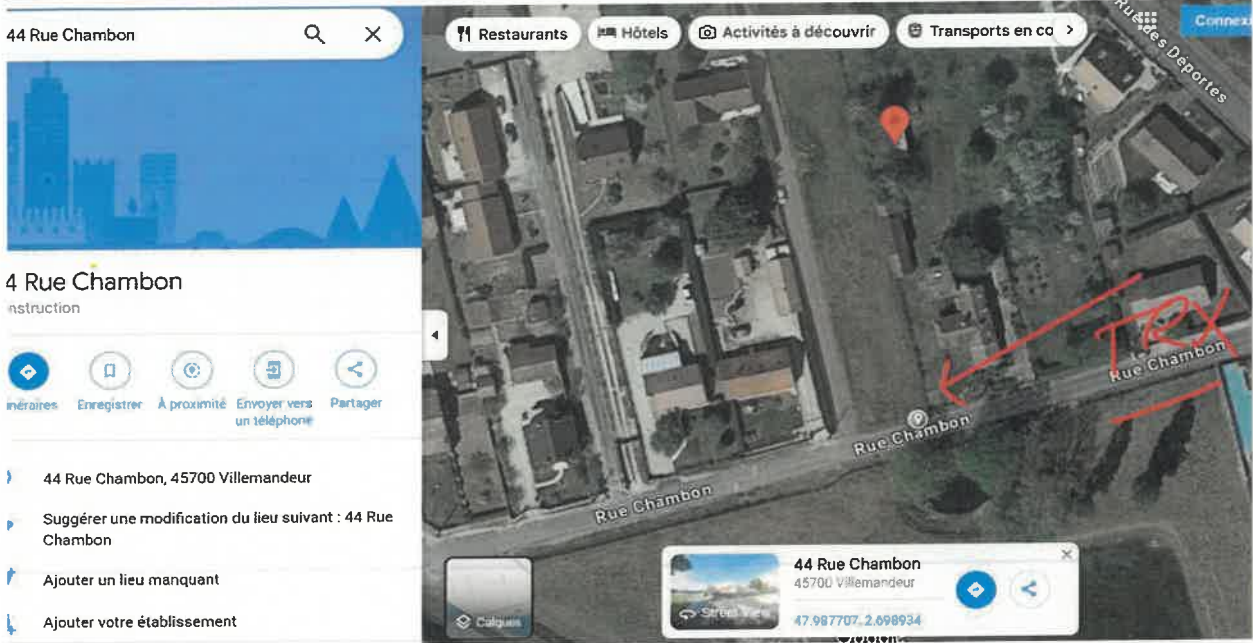 44 Rue Chambon
Restaurants
Hôtels
Activités à découvrir
Transports en co
Connex
Rue des Déportés
4 Rue Chambon
nstruction
néraires
Enregistrer
À proximité
Envoyer vers
un téléphone
Partager
44 Rue Chambon, 45700 Villemandeur
Suggérer une modification du lieu suivant : 44 Rue
Chambon
Ajouter un lieu manquant
Ajouter votre établissement
TRX
Rue Chambon
Rue Chambon
Rue Chambon
Calques
Street View
44 Rue Chambon
45700 Villemandeur
47.987707, 2.698934